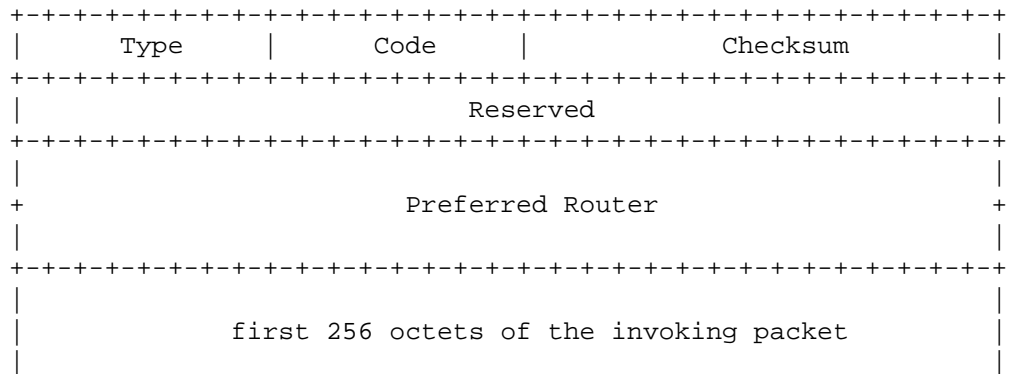 +-+-+-+-+-+-+-+-+-+-+-+-+-+-+-+-+-+-+-+-+-+-+-+-+-+-+-+-+-+-+-+
|      Type     |      Code     |            Checksum           |
+-+-+-+-+-+-+-+-+-+-+-+-+-+-+-+-+-+-+-+-+-+-+-+-+-+-+-+-+-+-+-+
|                            Reserved                         |
+-+-+-+-+-+-+-+-+-+-+-+-+-+-+-+-+-+-+-+-+-+-+-+-+-+-+-+-+-+-+-+
|                                                             |
+                        Preferred Router                     +
|                                                             |
+-+-+-+-+-+-+-+-+-+-+-+-+-+-+-+-+-+-+-+-+-+-+-+-+-+-+-+-+-+-+-+
|                                                             |
|             first 256 octets of the invoking packet         |
|                                                             |